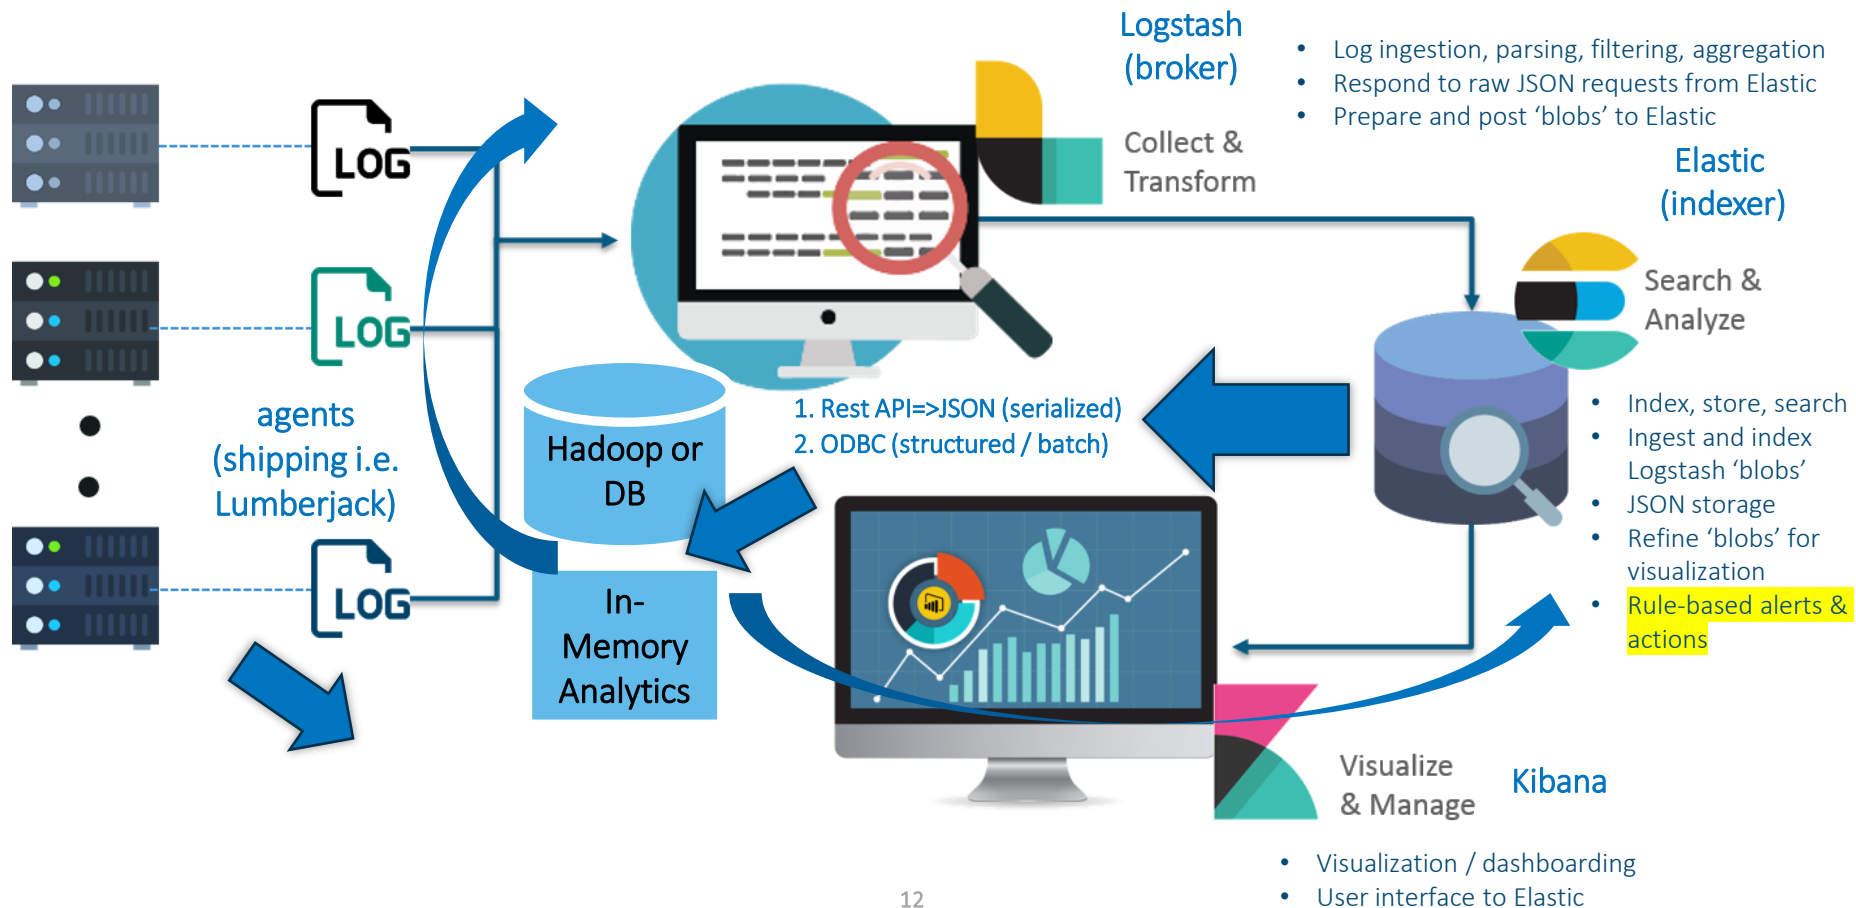 Logstash
(broker)
• Log ingestion, parsing, filtering, aggregation
• Respond to raw JSON requests from Elastic
• Prepare and post ‘blobs’ to Elastic
Collect &
Transform
LOG
Elastic
(indexer)
Search &
Analyze
LOG
agents
(shipping i.e.
Lumberjack)
Hadoop or
DB
1. Rest API=>JSON (serialized)
2. ODBC (structured / batch)
• Index, store, search
• Ingest and index
Logstash ‘blobs’
• JSON storage
• Refine ‘blobs’ for
visualization
• Rule-based alerts &
actions
LOG
In-
Memory
Analytics
Visualize
& Manage
Kibana
• Visualization / dashboarding
• User interface to Elastic
12